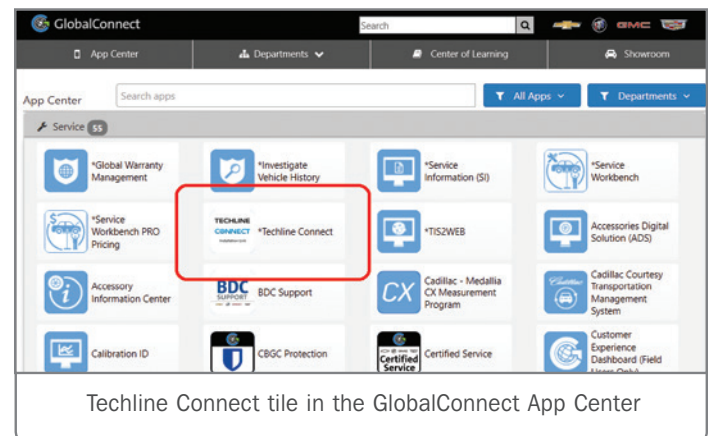 GlobalConnect
Search
GMC
App Center
Departments
Center of Learning
Showroom
App Center
Search apps
All Apps
Departments
Service 55
*Global Warranty
Management
*Investigate
Vehicle History
*Service
Information (SI)
*Service
Workbench
*Service
Workbench PRO
Pricing
TECHLINE
CONNECT
*Techline Connect
*TIS2WEB
Accessories Digital
Solution (ADS)
Accessory
Information Center
BDC
SUPPORT
BDC Support
CX
Cadillac - Medallia
CX Measurement
Program
Cadillac
Cadillac Courtesy
Transportation
Management
System
Calibration ID
CBGC Protection
Certified
Service
Certified Service
Customer
Experience
Dashboard (Field
Users Only)
Techline Connect tile in the GlobalConnect App Center